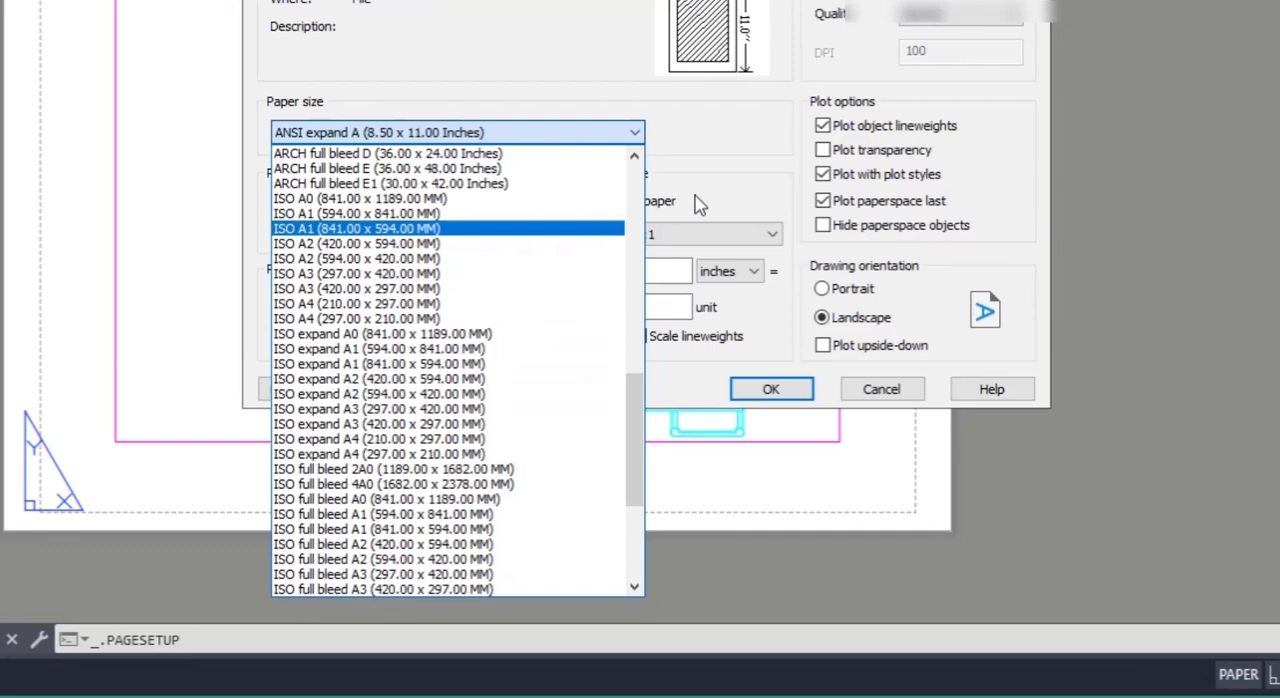 Description:
11.0''
DPI
100
Paper size
ANSI expand A (8.50 x 11.00 Inches)
ARCH full bleed D (36.00 x 24.00 Inches)
ARCH full bleed E (36.00 x 48.00 Inches)
ARCH full bleed E1 (30.00 x 42.00 Inches)
ISO A0 (841.00 x 1189.00 MM)
ISO A1 (594.00 x 841.00 MM)
ISO A1 (841.00 x 594.00 MM)
ISO A2 (420.00 x 594.00 MM)
ISO A2 (594.00 x 420.00 MM)
ISO A3 (297.00 x 420.00 MM)
ISO A3 (420.00 x 297.00 MM)
ISO A4 (210.00 x 297.00 MM)
ISO A4 (297.00 x 210.00 MM)
ISO expand A0 (841.00 x 1189.00 MM)
ISO expand A1 (594.00 x 841.00 MM)
ISO expand A1 (841.00 x 594.00 MM)
ISO expand A2 (420.00 x 594.00 MM)
ISO expand A2 (594.00 x 420.00 MM)
ISO expand A3 (297.00 x 420.00 MM)
ISO expand A3 (420.00 x 297.00 MM)
ISO expand A4 (210.00 x 297.00 MM)
ISO expand A4 (297.00 x 210.00 MM)
ISO full bleed 2A0 (1189.00 x 1682.00 MM)
ISO full bleed 4A0 (1682.00 x 2378.00 MM)
ISO full bleed A0 (841.00 x 1189.00 MM)
ISO full bleed A1 (594.00 x 841.00 MM)
ISO full bleed A1 (841.00 x 594.00 MM)
ISO full bleed A2 (420.00 x 594.00 MM)
ISO full bleed A2 (594.00 x 420.00 MM)
ISO full bleed A3 (297.00 x 420.00 MM)
ISO full bleed A3 (420.00 x 297.00 MM)
paper
1
inches =
unit
Scale lineweights
Plot options
Plot object lineweights
Plot transparency
Plot with plot styles
Plot paperspace last
Hide paperspace objects
Drawing orientation
Portrait
Landscape
A
Plot upside-down
OK
Cancel
Help
Y
X
_.PAGESETUP
PAPER